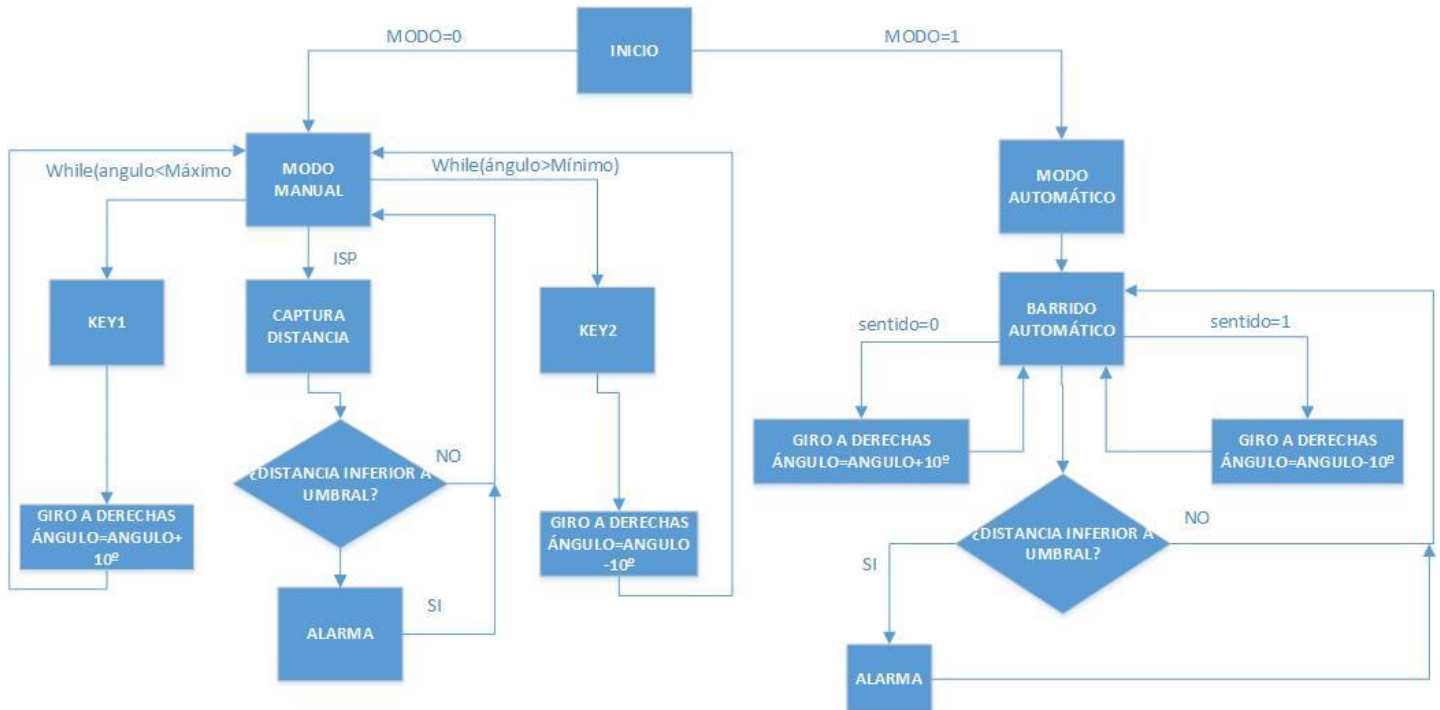 MODO=0
INICIO
MODO=1
While(angulo<Máximo
MODO
MANUAL
While(ángulo>Mínimo)
MODO
AUTOMÁTICO
ISP
KEY1
CAPTURA
DISTANCIA
KEY2
BARRIDO
AUTOMÁTICO
sentido=0
sentido=1
GIRO A DERECHAS
ÁNGULO=ANGULO+10º
GIRO A DERECHAS
ÁNGULO=ANGULO-10º
¿DISTANCIA INFERIOR A
UMBRAL?
NO
GIRO A DERECHAS
ÁNGULO=ANGULO+
10º
GIRO A DERECHAS
ÁNGULO=ANGULO
-10º
¿DISTANCIA INFERIOR A
UMBRAL?
NO
SI
SI
ALARMA
ALARMA